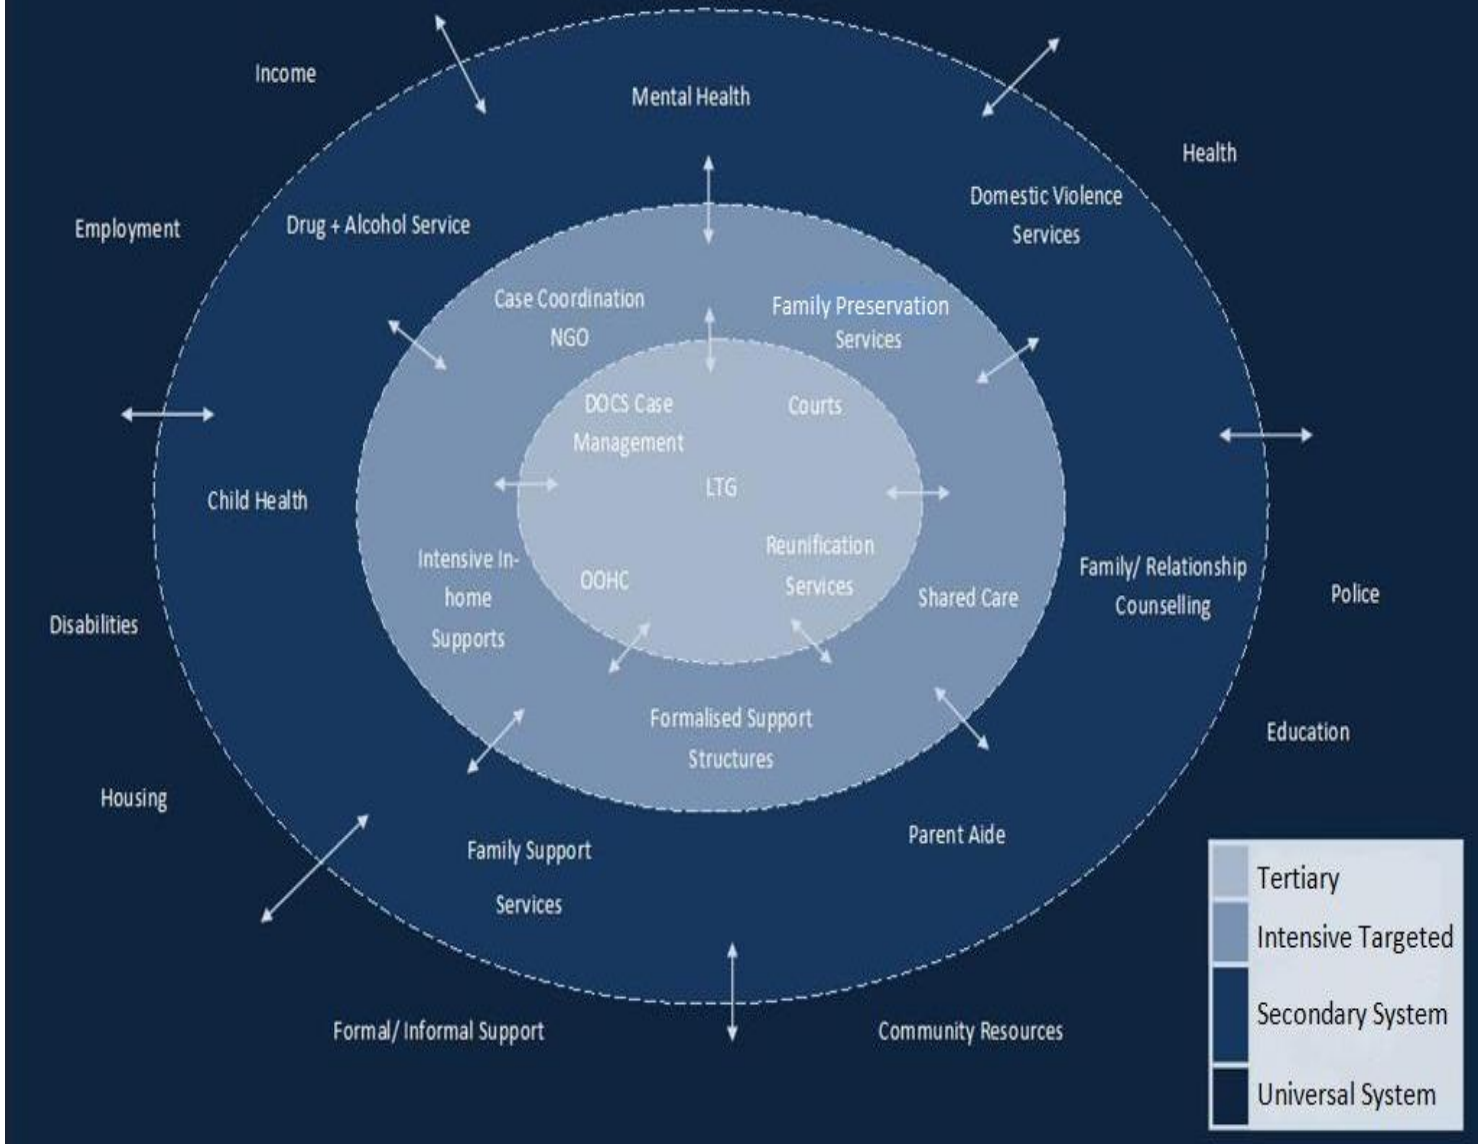 Income
Mental Health
Health
Domestic Violence
Services
Employment
Drug + Alcohol Service
Case Coordination
NGO
Family Preservation
Services
DOCS Case
Management
Courts
LTG
Child Health
Intensive In-
home
Supports
OOHC
Reunification
Services
Shared Care
Family/ Relationship
Counselling
Police
Disabilities
Formalised Support
Structures
Education
Housing
Family Support
Services
Parent Aide
Formal/ Informal Support
Community Resources
Tertiary
Intensive Targeted
Secondary System
Universal System